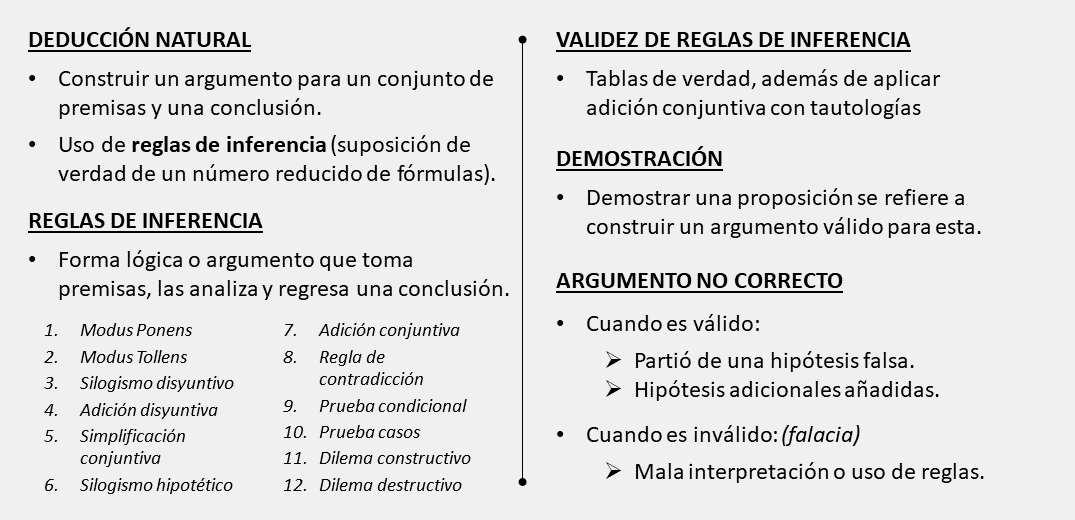 DEDUCCIÓN NATURAL
• Construir un argumento para un conjunto de
premisas y una conclusión.
• Uso de reglas de inferencia (suposición de
verdad de un número reducido de fórmulas).
REGLAS DE INFERENCIA
• Forma lógica o argumento que toma
premisas, las analiza y regresa una conclusión.
1. Modus Ponens
2. Modus Tollens
3. Silogismo disyuntivo
4. Adición disyuntiva
5. Simplificación
conjuntiva
6. Silogismo hipotético
7. Adición conjuntiva
8. Regla de
contradicción
9. Prueba condicional
10. Prueba casos
11. Dilema constructivo
12. Dilema destructivo
VALIDEZ DE REGLAS DE INFERENCIA
• Tablas de verdad, además de aplicar
adición conjuntiva con tautologías
DEMOSTRACIÓN
• Demostrar una proposición se refiere a
construir un argumento válido para esta.
ARGUMENTO NO CORRECTO
• Cuando es válido:
➢ Partió de una hipótesis falsa.
➢ Hipótesis adicionales añadidas.
• Cuando es inválido: (falacia)
➢ Mala interpretación o uso de reglas.